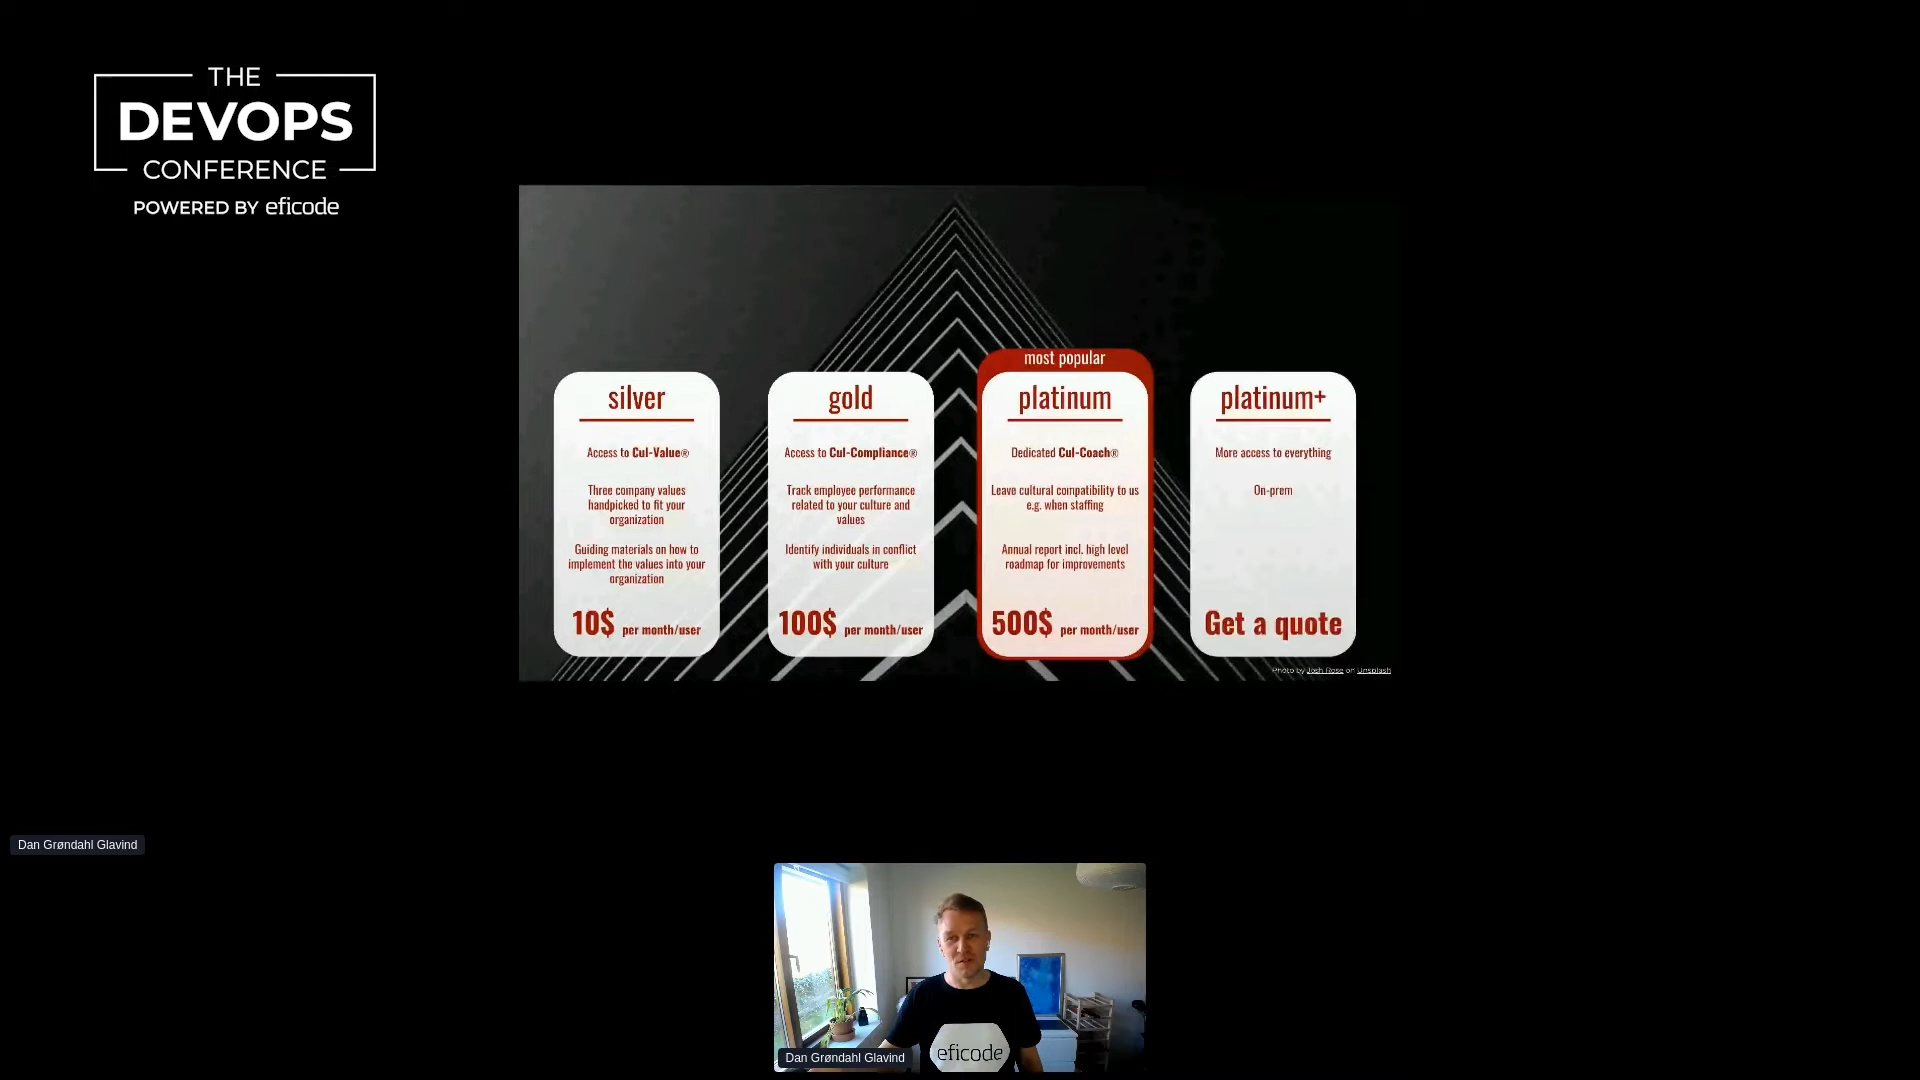 THE
DEVOPS
CONFERENCE
POWERED BY eficode
most popular
silver
Access to Cul-Value®
Three company values
handpicked to fit your
organization
Guiding materials on how to
implement the values into your
organization
10$ per month/user
gold
Access to Cul-Compliance®
Track employee performance
related to your culture and
values
Identify individuals in conflict
with your culture
100$ per month/user
platinum
Dedicated Cul-Coach®
Leave cultural compatibility to us
e.g. when staffing
Annual report incl. high level
roadmap for improvements
500$ per month/user
platinum+
More access to everything
On-prem
Get a quote
Photo by Josh Rose on Unsplash
Dan Grøndahl Glavind
eficode
Dan Grøndahl Glavind